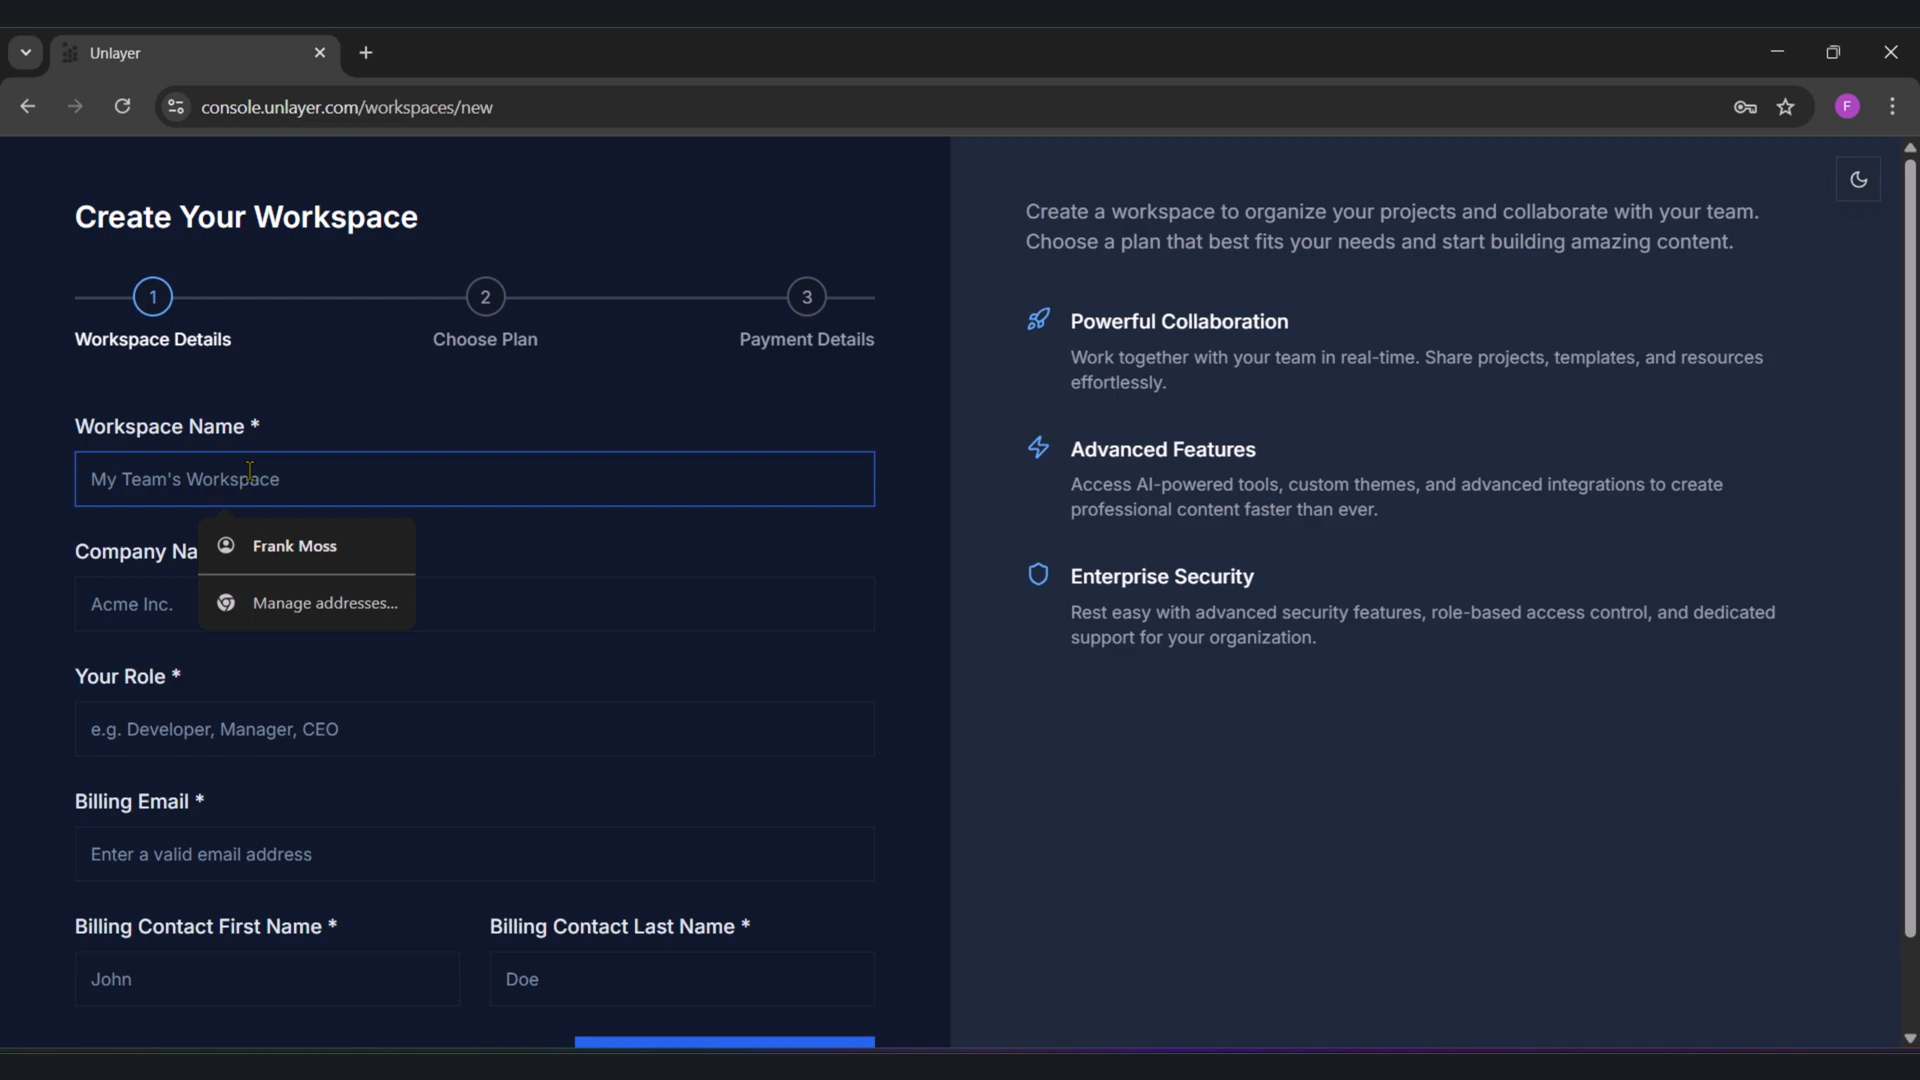 Unlayer
console.unlayer.com/workspaces/new
F
Create Your Workspace
1
2
3
Workspace Details
Choose Plan
Payment Details
Workspace Name *
My Team's Workspace
Frank Moss
Manage addresses...
Company Na
Acme Inc.
Your Role *
e.g. Developer, Manager, CEO
Billing Email *
Enter a valid email address
Billing Contact First Name *
Billing Contact Last Name *
John
Doe
Create a workspace to organize your projects and collaborate with your team.
Choose a plan that best fits your needs and start building amazing content.
Powerful Collaboration
Work together with your team in real-time. Share projects, templates, and resources
effortlessly.
Advanced Features
Access AI-powered tools, custom themes, and advanced integrations to create
professional content faster than ever.
Enterprise Security
Rest easy with advanced security features, role-based access control, and dedicated
support for your organization.